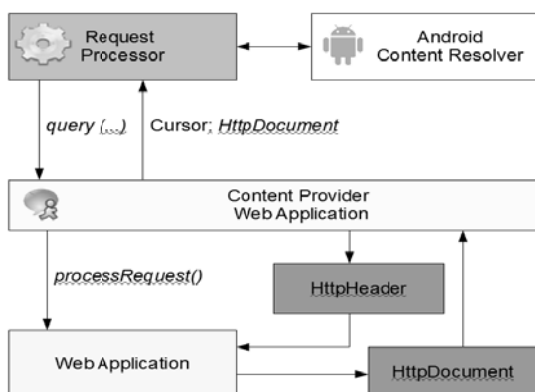 Request
Processor
Android
Content Resolver
query (...)
Cursor; HttpDocument
Content Provider
Web Application
processRequest()
HttpHeader
Web Application
HttpDocument